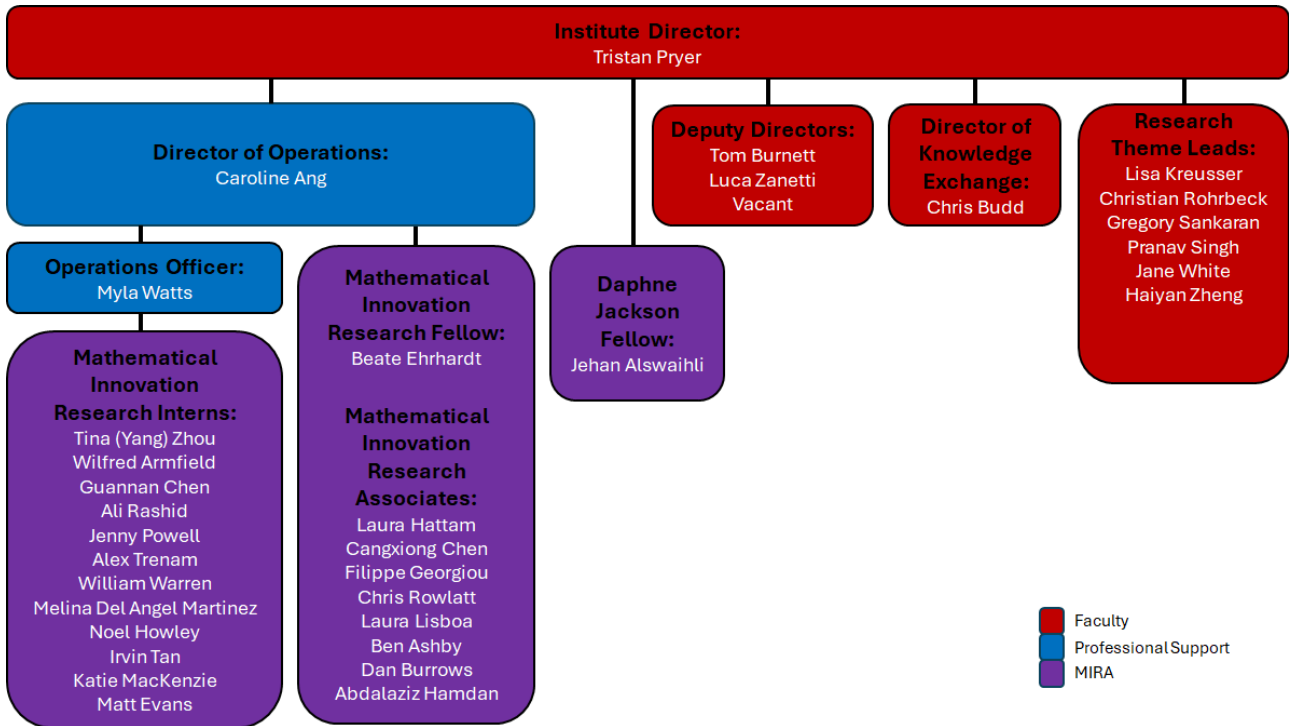 Institute Director:
Tristan Pryer
Director of Operations:
Caroline Ang
Operations Officer:
Myla Watts
Mathematical
Innovation
Research Interns:
Tina (Yang) Zhou
Wilfred Armfield
Guannan Chen
Ali Rashid
Jenny Powell
Alex Trenam
William Warren
Melina Del Angel Martinez
Noel Howley
Irvin Tan
Katie MacKenzie
Matt Evans
Mathematical
Innovation
Research Fellow:
Beate Ehrhardt
Mathematical
Innovation
Research
Associates:
Laura Hattam
Cangxiong Chen
Filippe Georgiou
Chris Rowlatt
Laura Lisboa
Ben Ashby
Dan Burrows
Abdalaziz Hamdan
Daphne
Jackson
Fellow:
Jehan Alswaihli
Deputy Directors:
Tom Burnett
Luca Zanetti
Vacant
Director of
Knowledge
Exchange:
Chris Budd
Research
Theme Leads:
Lisa Kreusser
Christian Rohrbeck
Gregory Sankaran
Pranav Singh
Jane White
Haiyan Zheng
Faculty
Professional Support
MIRA